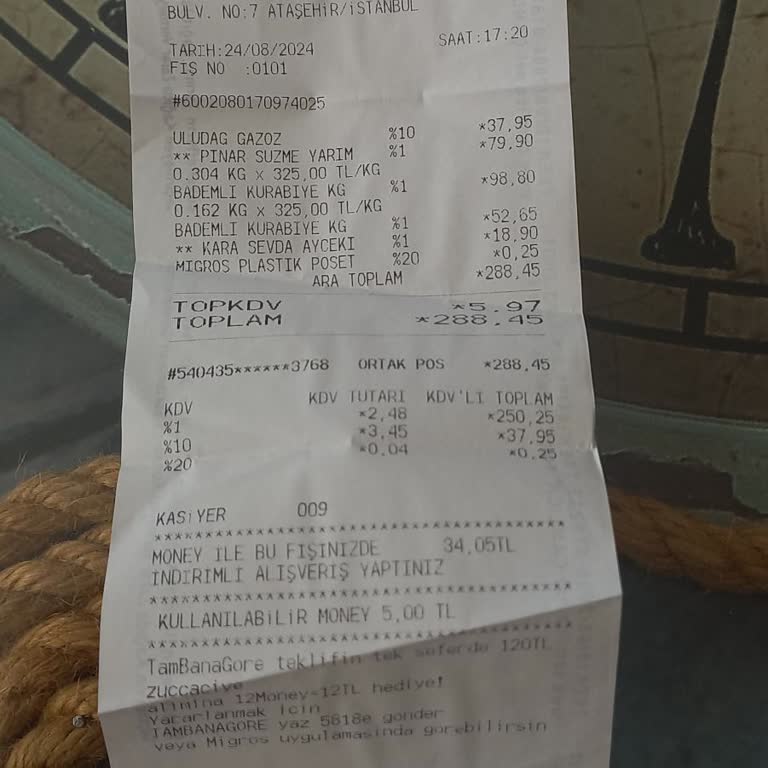 BULV. NO:7 ATAŞEHİR/İSTANBUL
TARIH:24/08/2024 SAAT:17:20
FIŞ NO :0101
#6002080170974025
ULUDAG GAZOZ %10 *37,95
** PINAR SUZME YARIM %1 *79,90
0.304 KG X 325,00 TL/KG
BADEMLI KURABIYE KG %1 *98,80
0.162 KG X 325,00 TL/KG
BADEMLI KURABIYE KG %1 *52,65
** KARA SEVDA AYCEKI %1 *18,90
MIGROS PLASTIK POSET %20 *0,25
ARA TOPLAM *288,45
TOPKDV *5,97
TOPLAM *288,45
#540435******3768 ORTAK POS *288,45
KDV KDV TUTARI KDV'LI TOPLAM
%1 *2,48 *250,25
%10 *3,45 *37,95
%20 *0,04 *0,25
KASİYER 009
MONEY ILE BU FIŞINIZDE 34,05TL
INDIRIMLI ALIŞVERIŞ YAPTINIZ
KULLANILABİLİR MONEY 5,00 TL
TamBanaGore teklifin tek seferde 120TL
zuccaciye
alimina 12Money-12TL hediye!
Yararlanmak icin
TAMBANAGORE yaz 5818e gonder
veya Migros uygulamasinda gorebilirsin